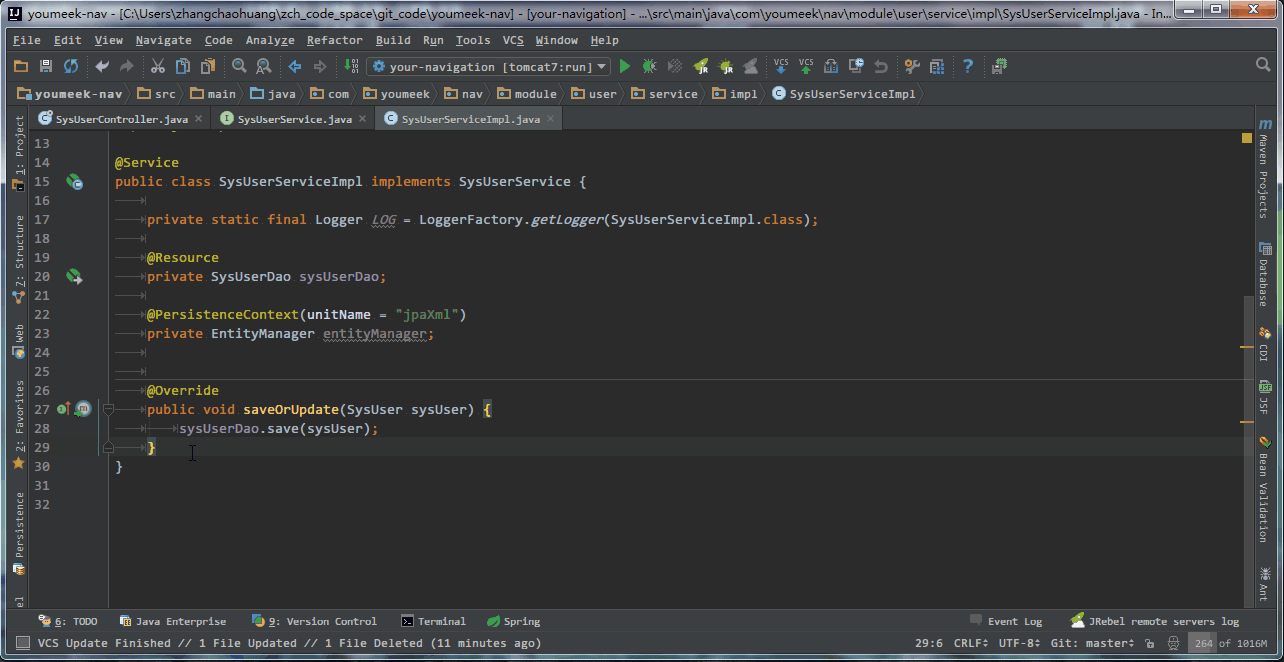 youmeek-nav - [C:\Users\zhangchaohuang\zch_code_space\git_code\youmeek-nav] - [your-navigation] - ...\src\main\java\com\youmeek\nav\module\user\service\impl\SysUserServiceImpl.java - In...
File Edit View Navigate Code Analyze Refactor Build Run Tools VCS Window Help
your-navigation [tomcat7:run] JR JR VCS VCS ?
youmeek-nav src main java com youmeek nav module user service impl SysUserServiceImpl
SysUserController.java SysUserService.java SysUserServiceImpl.java
13
14 @Service
15 public class SysUserServiceImpl implements SysUserService {
16
17 private static final Logger LOG = LoggerFactory.getLogger(SysUserServiceImpl.class);
18
19 @Resource
20 private SysUserDao sysUserDao;
21
22 @PersistenceContext(unitName = "jpaXml")
23 private EntityManager entityManager;
24
25
26 @Override
27 public void saveOrUpdate(SysUser sysUser) {
28 sysUserDao.save(sysUser);
29 }
30 }
31
32
1: Project
7: Structure
Web
2: Favorites
Persistence
Maven Projects
Database
CDI
JSF
Bean Validation
Ant
6: TODO Java Enterprise 9: Version Control Terminal Spring Event Log JRebel remote servers log
VCS Update Finished // 1 File Updated // 1 File Deleted (11 minutes ago) 29:6 CRLF UTF-8 Git: master 264 of 1016M